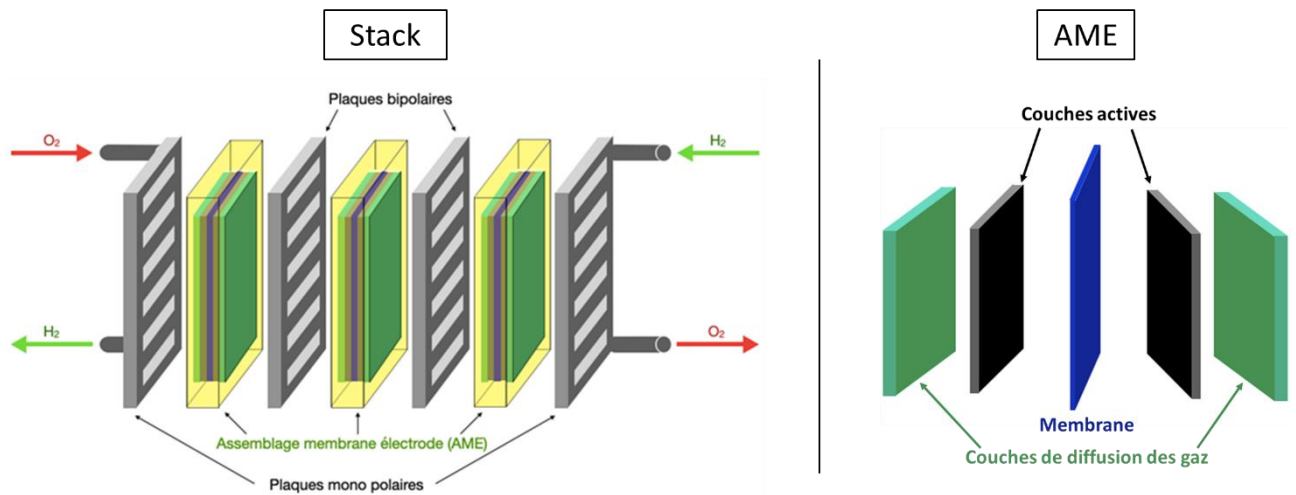 Stack
AME
Plaques bipolaires
O₂
H₂
Couches actives
H₂
O₂
Membrane
Assemblage membrane électrode (AME)
Couches de diffusion des gaz
Plaques mono polaires